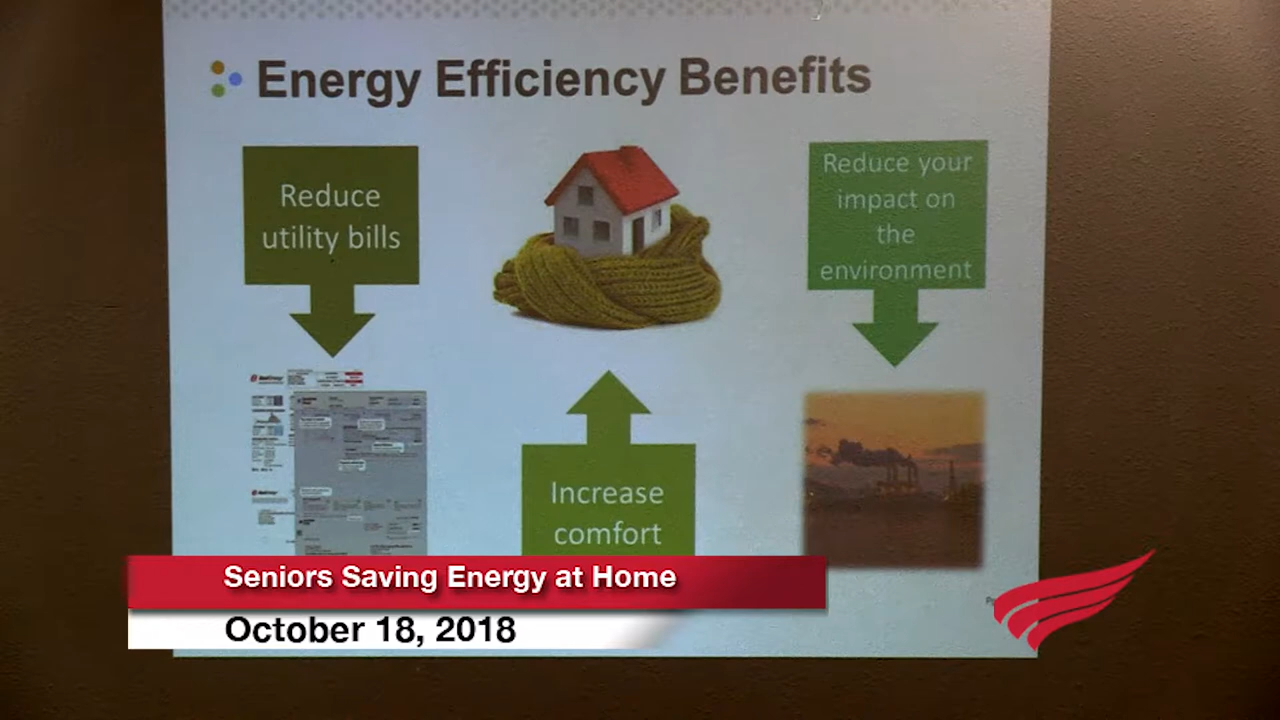 Energy Efficiency Benefits
Reduce
utility bills
Reduce your
impact on
the
environment
Increase
comfort
Seniors Saving Energy at Home
October 18, 2018